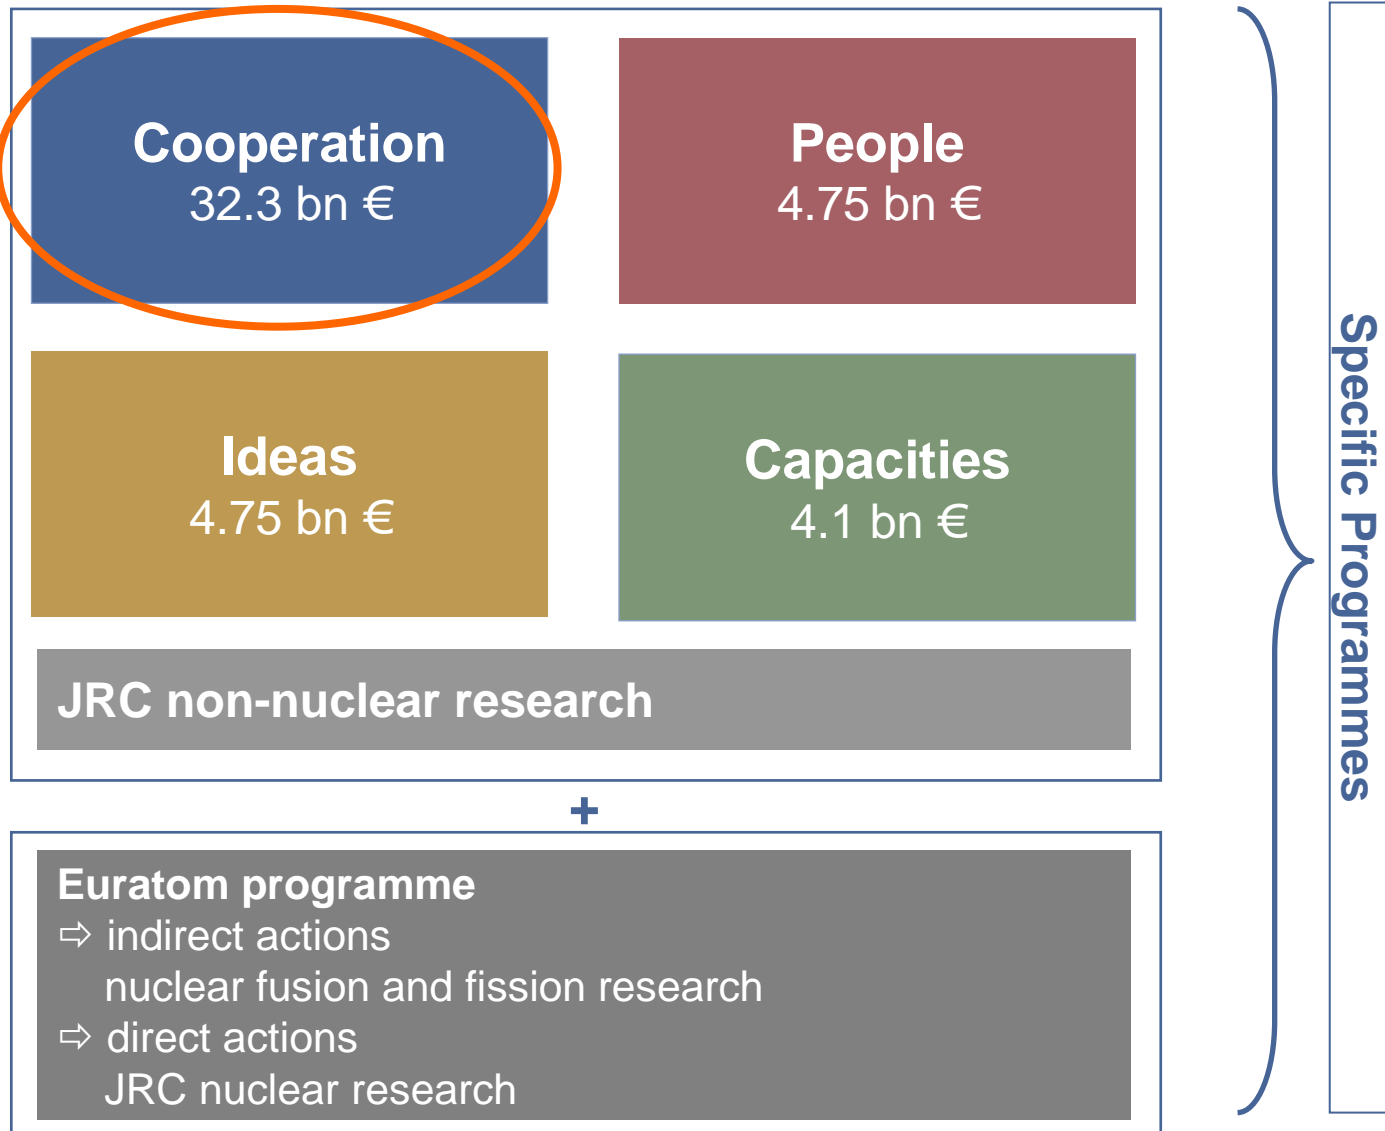 Cooperation
32.3 bn €
People
4.75 bn €
Ideas
4.75 bn €
Capacities
4.1 bn €
JRC non-nuclear research
+
Euratom programme
⇨ indirect actions
nuclear fusion and fission research
⇨ direct actions
JRC nuclear research
Specific Programmes